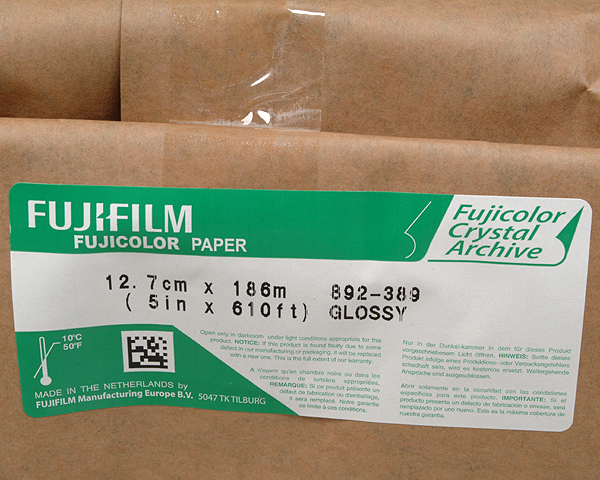 FUJIFILM
FUJICOLOR PAPER
Fujicolor
Crystal
Archive
12.7cm x 186m 892-389
( 5in x 610ft) GLOSSY
10°C
50°F
MADE IN THE NETHERLANDS by
FUJIFILM Manufacturing Europe B.V. 5047 TK TILBURG
Open only in darkroom under light conditions appropriate for this
product. NOTICE: If this product is found faulty due to some
defect in our manufacturing or packaging, it will be replaced
with a new one. This is the full extent of our warranty.
A n'ouvrir qu'en chambre noire ou dans les
conditions de lumière appropriées.
REMARQUE: Si ce produit présente un
défaut de fabrication ou d'emballage,
il sera remplacé. Notre garantie
se limite à ces conditions.
Nur in der Dunkel-kammer in dem für dieses Produkt
vorgeschriebenem Licht öffnen. HINWEIS: Sollte dieses
Produkt infolge eines Produktions- oder Verpackungsfehlers
schadhaft sein, wird es kostenlos ersetzt. Weitergehende
Ansprüche sind ausgeschlossen.
Abrir solamente en la oscuridad con las condiciones
específicas para este producto. IMPORTANTE: Si el
producto presenta un defecto de fabricación o envase, será
remplazado por uno nuevo. Éste es la máxima cobertura de
nuestra garantía.